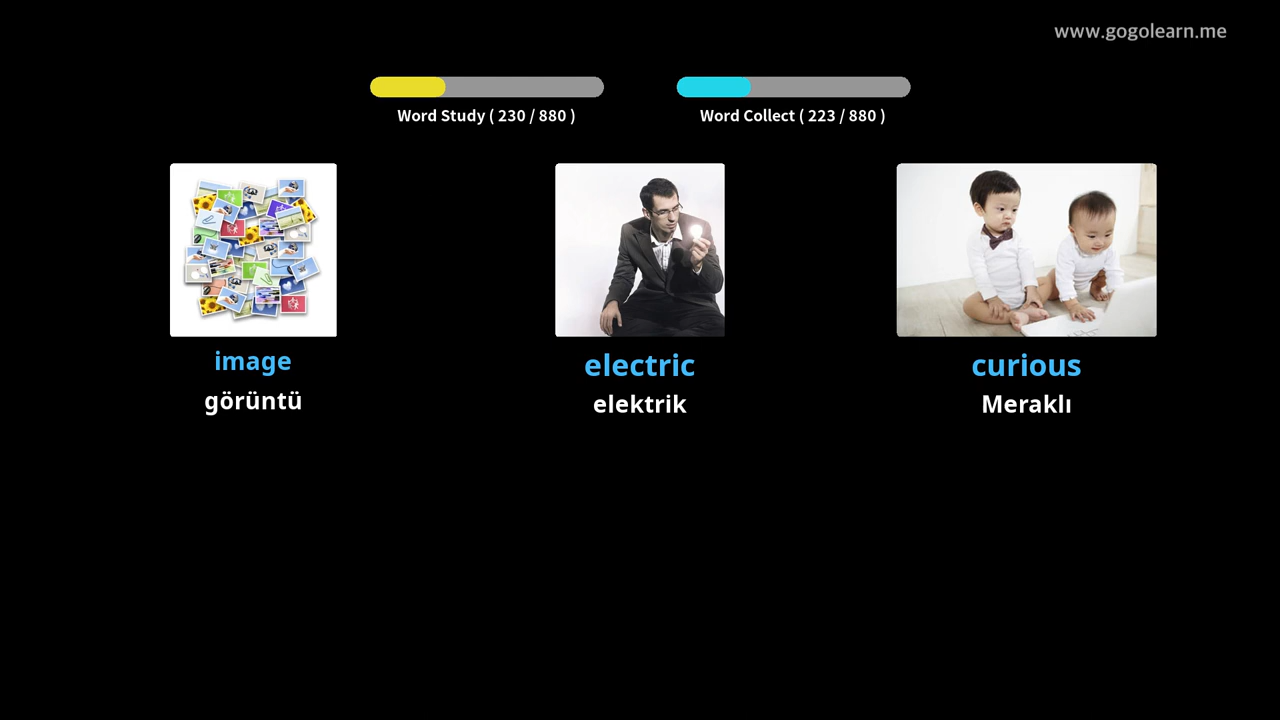 www.gogolearn.me
Word Study ( 230 / 880 )
Word Collect ( 223 / 880 )
image
görüntü
electric
elektrik
curious
Meraklı